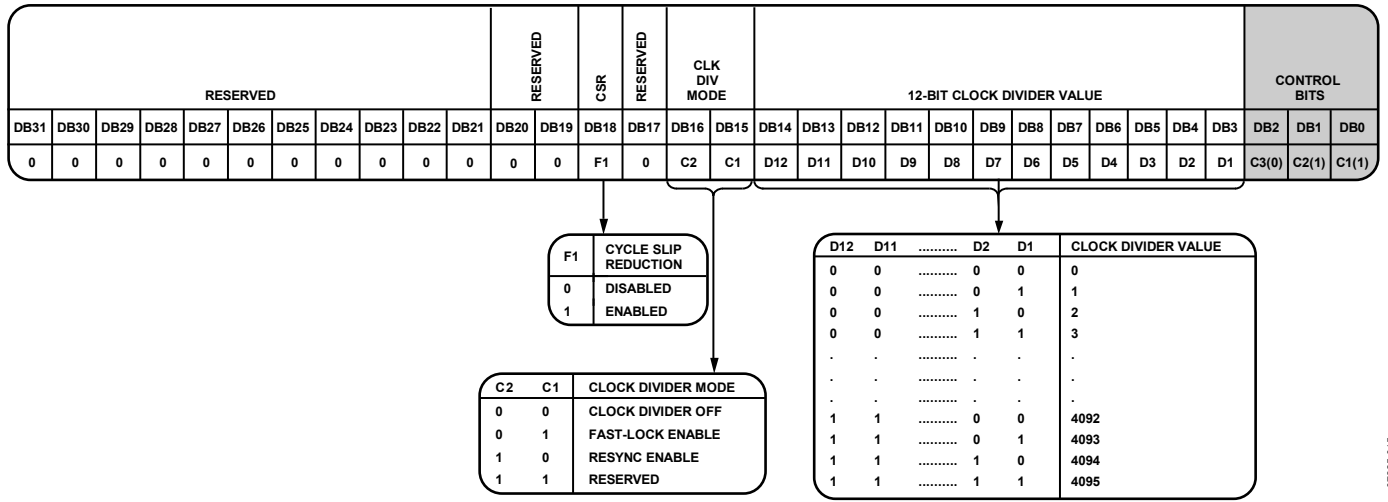 RESERVED
RESERVED
CSR
RESERVED
CLK
DIV
MODE
12-BIT CLOCK DIVIDER VALUE
CONTROL
BITS
DB31 DB30 DB29 DB28 DB27 DB26 DB25 DB24 DB23 DB22 DB21 DB20 DB19 DB18 DB17 DB16 DB15 DB14 DB13 DB12 DB11 DB10 DB9 DB8 DB7 DB6 DB5 DB4 DB3 DB2 DB1 DB0
0 0 0 0 0 0 0 0 0 0 0 0 0 F1 0 C2 C1 D12 D11 D10 D9 D8 D7 D6 D5 D4 D3 D2 D1 C3(0) C2(1) C1(1)
F1 CYCLE SLIP
REDUCTION
0 DISABLED
1 ENABLED
C2 C1 CLOCK DIVIDER MODE
0 0 CLOCK DIVIDER OFF
0 1 FAST-LOCK ENABLE
1 0 RESYNC ENABLE
1 1 RESERVED
D12 D11 .......... D2 D1 CLOCK DIVIDER VALUE
0 0 .......... 0 0 0
0 0 .......... 0 1 1
0 0 .......... 1 0 2
0 0 .......... 1 1 3
. . .......... . . .
. . .......... . . .
. . .......... . . .
1 1 .......... 0 0 4092
1 1 .......... 0 1 4093
1 1 .......... 1 0 4094
1 1 .......... 1 1 4095